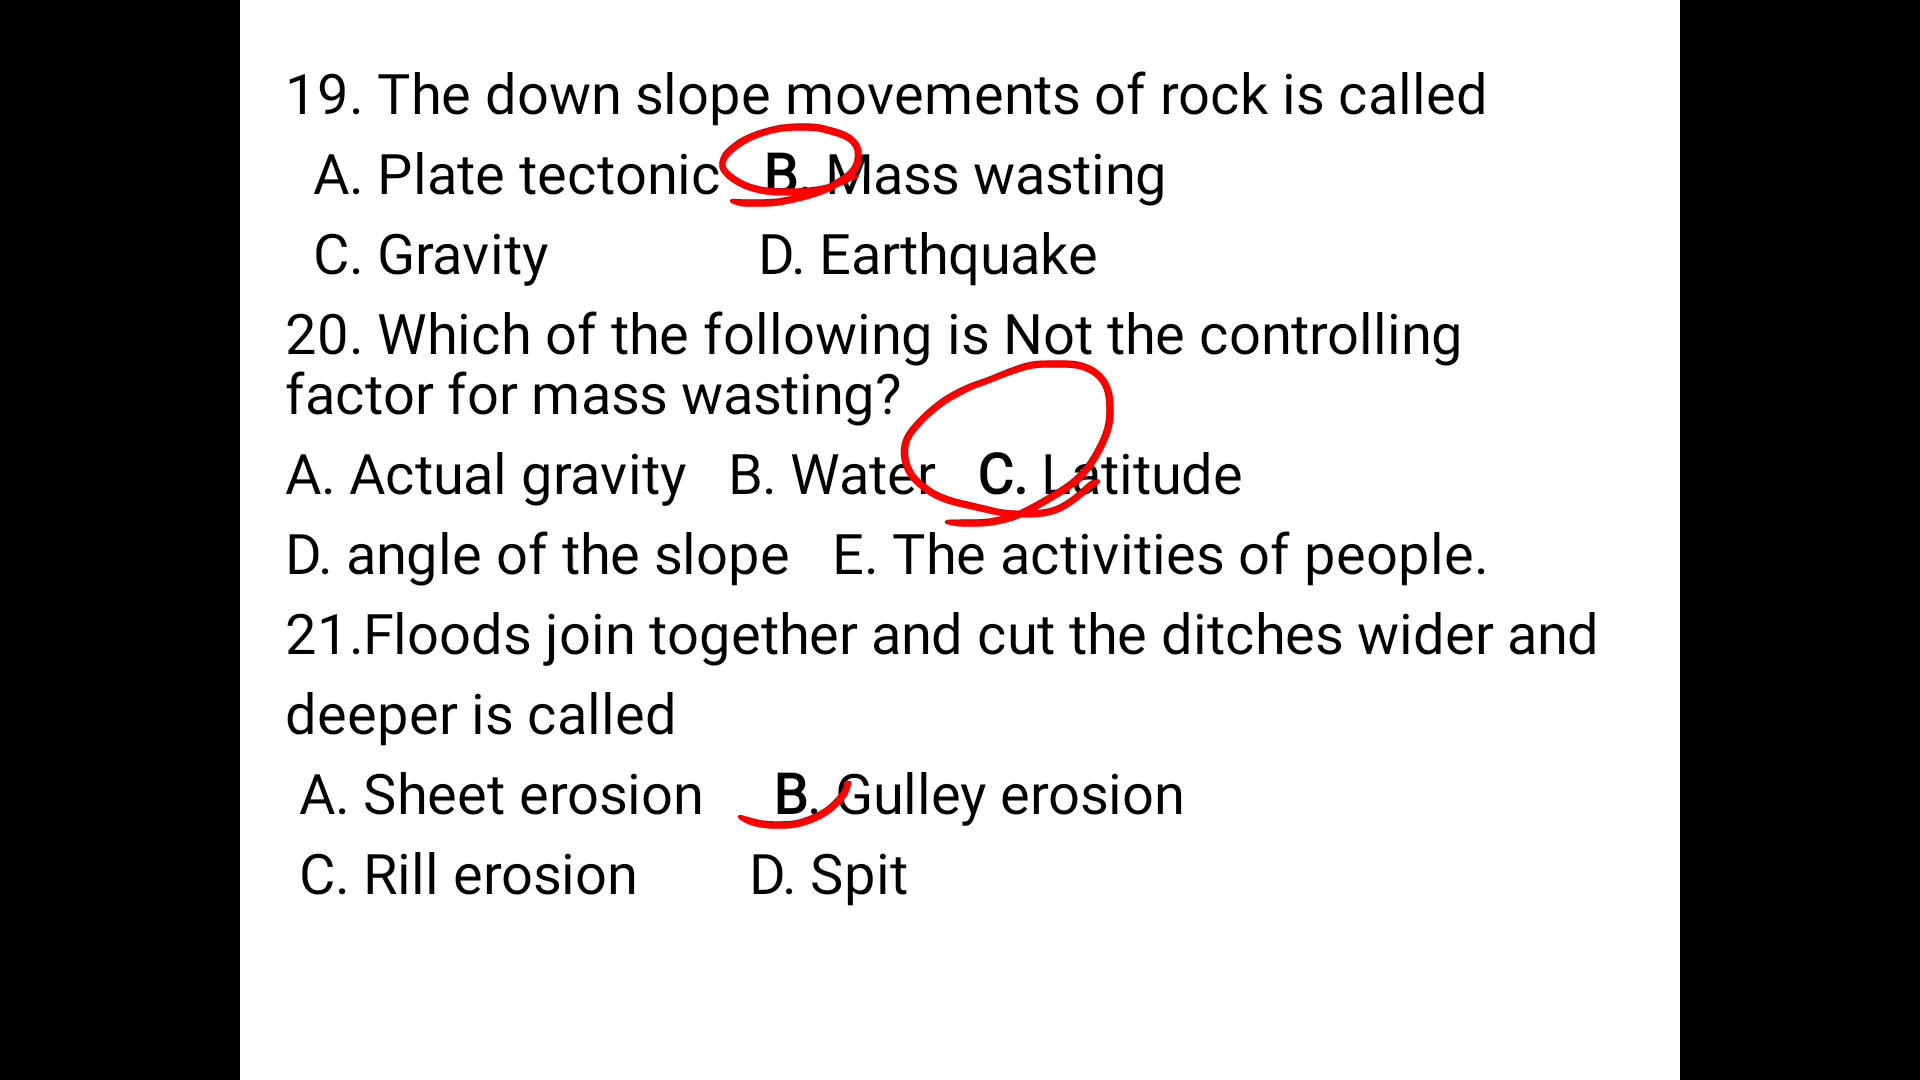 19. The down slope movements of rock is called
A. Plate tectonic B. Mass wasting
C. Gravity D. Earthquake
20. Which of the following is Not the controlling
factor for mass wasting?
A. Actual gravity B. Water C. Latitude
D. angle of the slope E. The activities of people.
21.Floods join together and cut the ditches wider and
deeper is called
A. Sheet erosion B. Gulley erosion
C. Rill erosion D. Spit